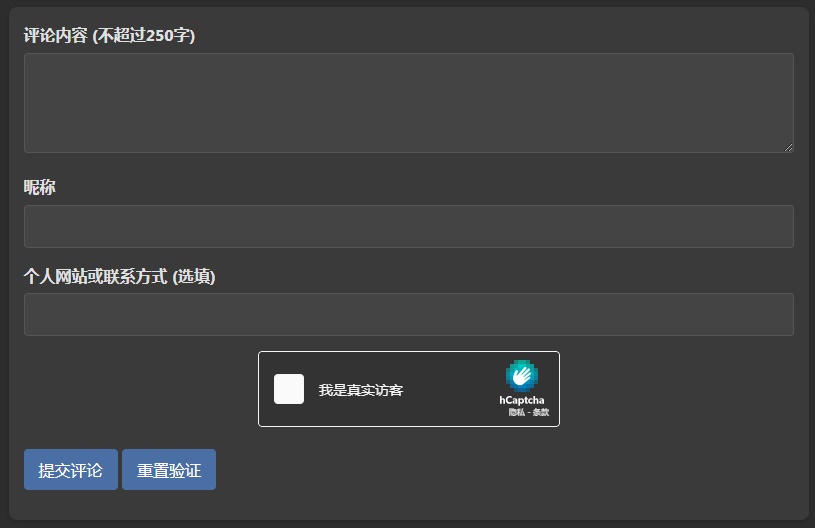 评论内容 (不超过250字)
昵称
个人网站或联系方式 (选填)
我是真实访客
hCaptcha
隐私 - 条款
提交评论
重置验证